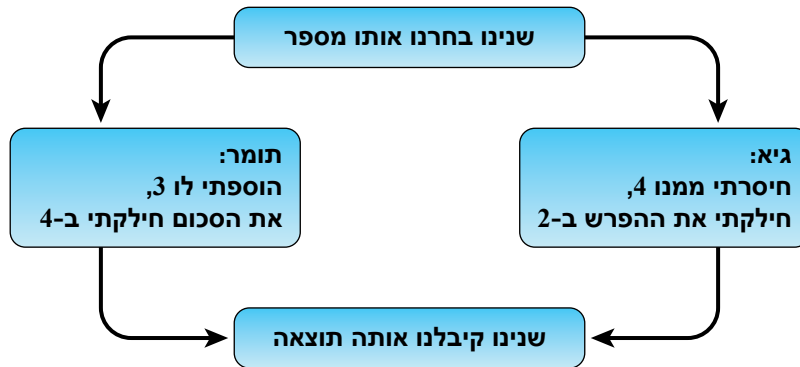 שנינו בחרנו אותו מספר
גיא:
חיסרתי ממנו 4,
חילקתי את ההפרש ב-2
תומר:
הוספתי לו 3,
את הסכום חילקתי ב-4
שנינו קיבלנו אותה תוצאה